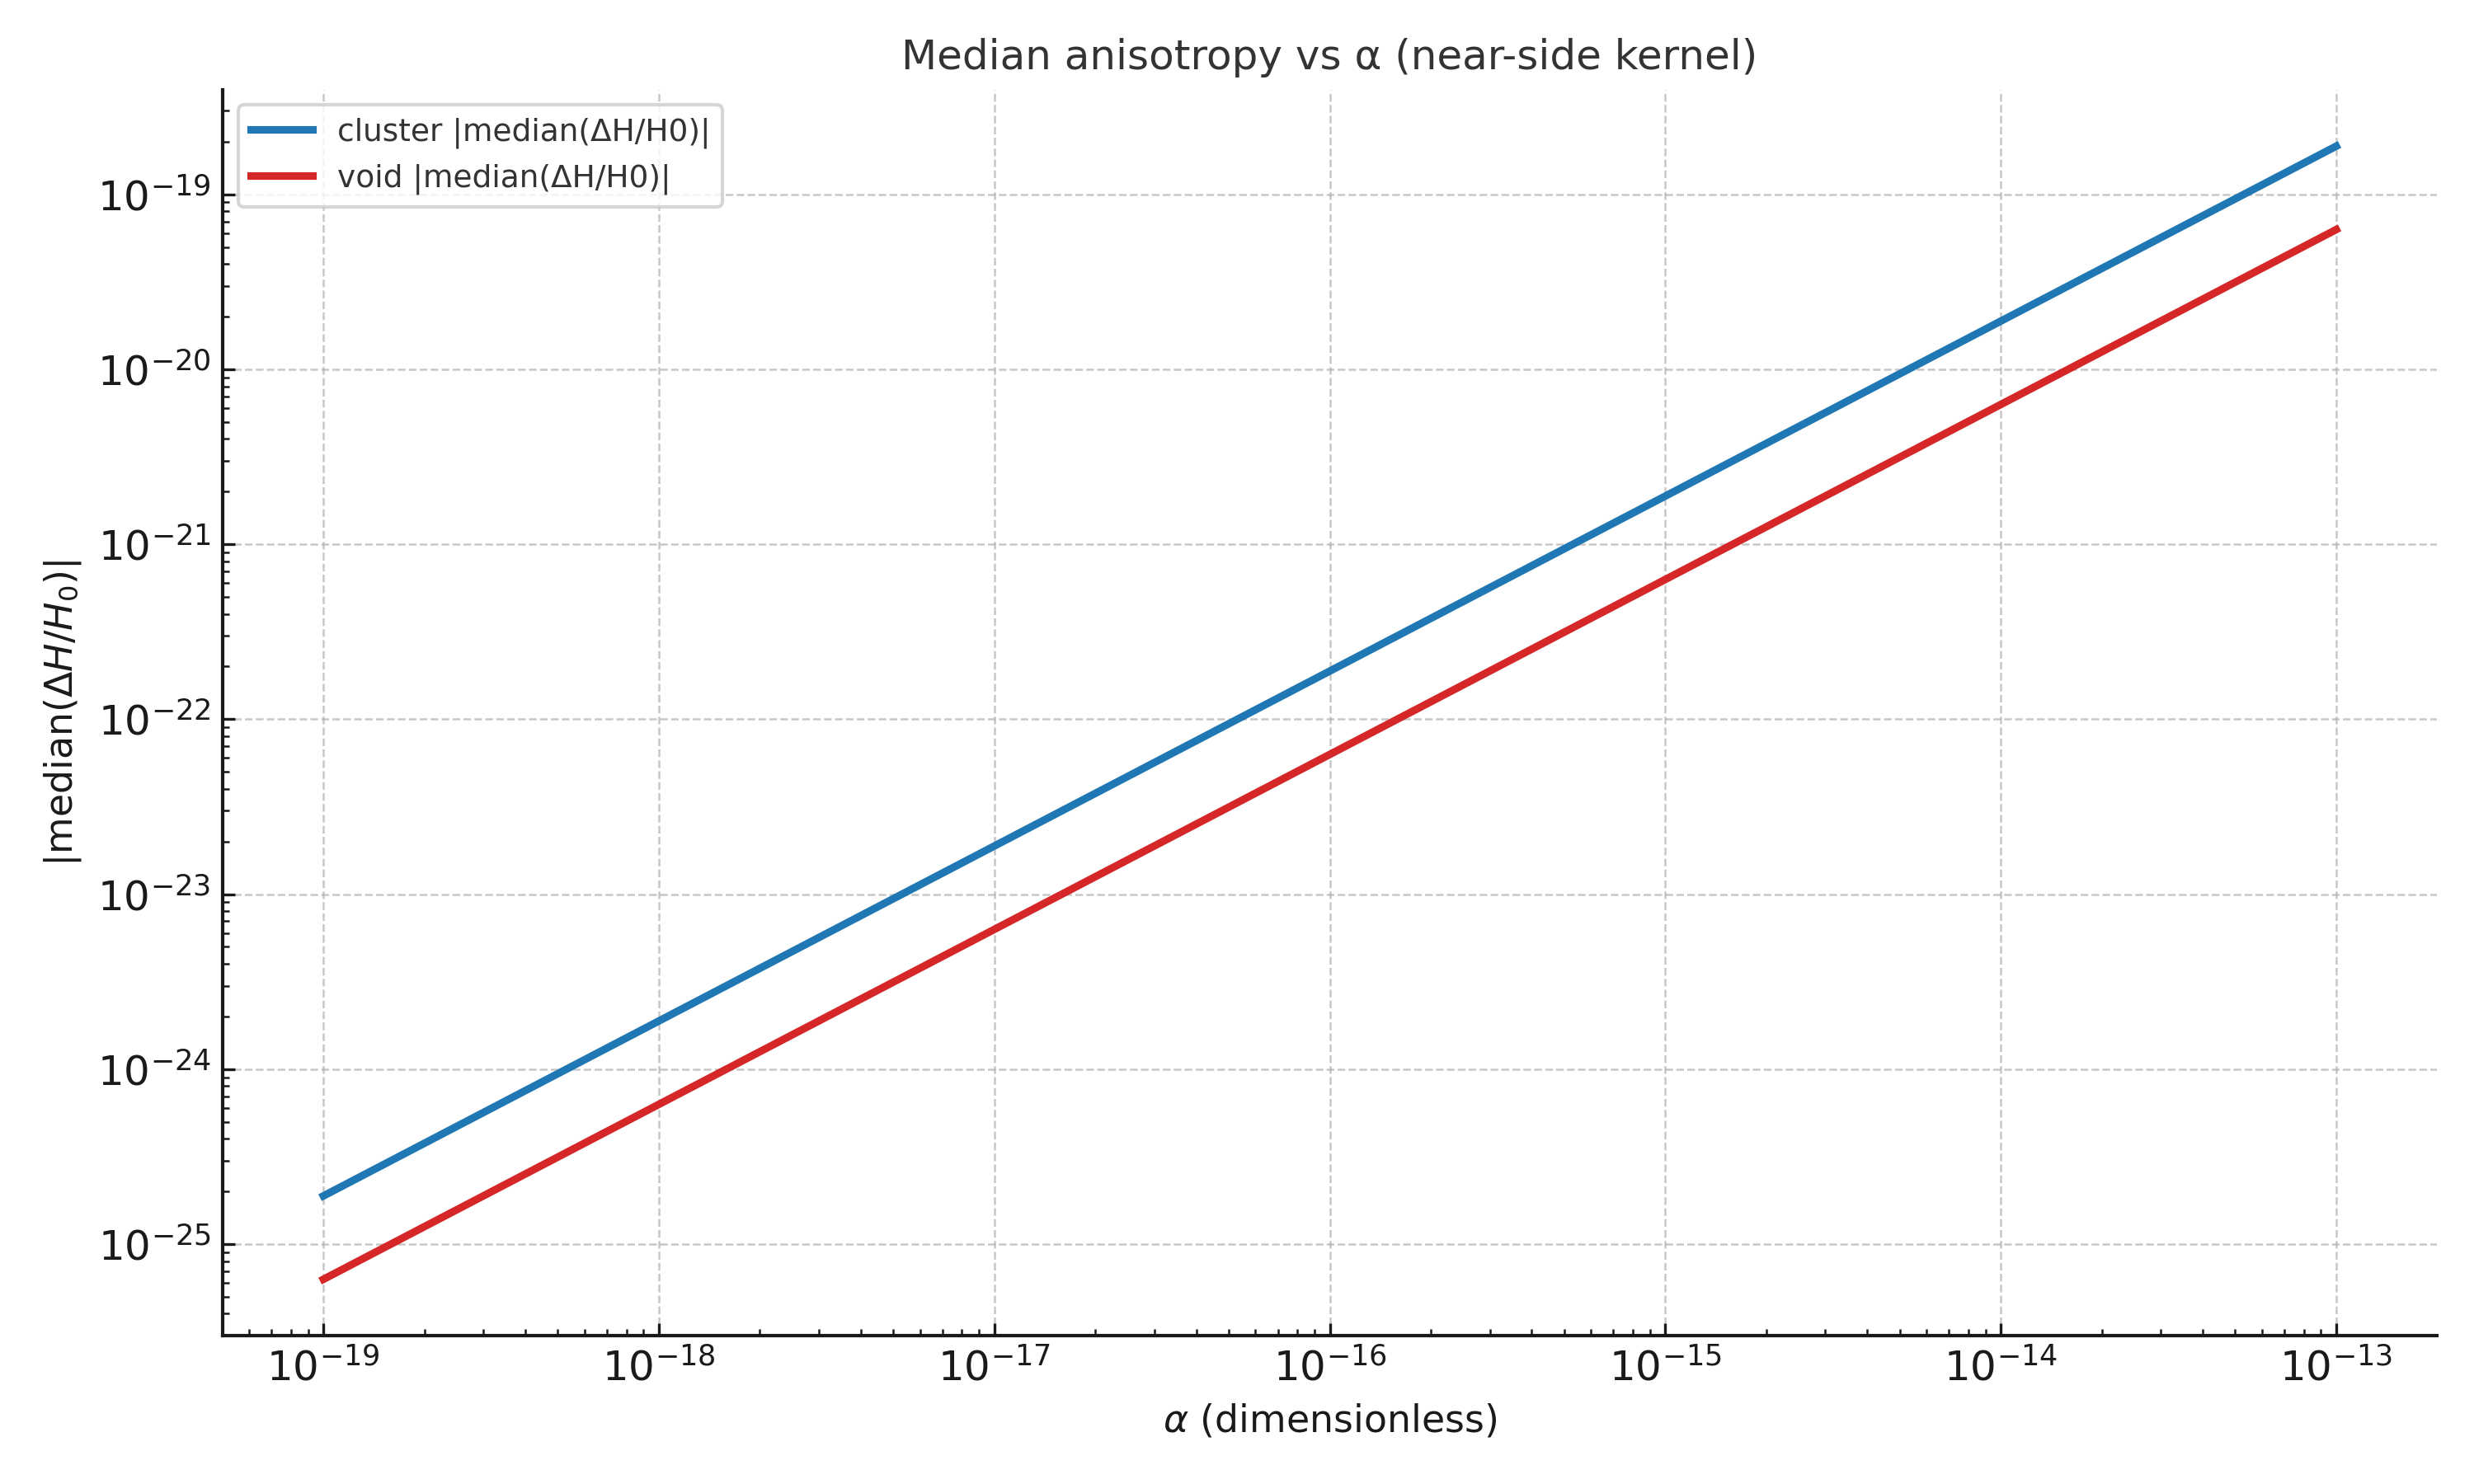 Median anisotropy vs α (near-side kernel)
cluster |median(ΔH/H0)|
void |median(ΔH/H0)|
|median(ΔH/H₀)|
10⁻¹⁹
10⁻²⁰
10⁻²¹
10⁻²²
10⁻²³
10⁻²⁴
10⁻²⁵
10⁻¹⁹ 10⁻¹⁸ 10⁻¹⁷ 10⁻¹⁶ 10⁻¹⁵ 10⁻¹⁴ 10⁻¹³
α (dimensionless)